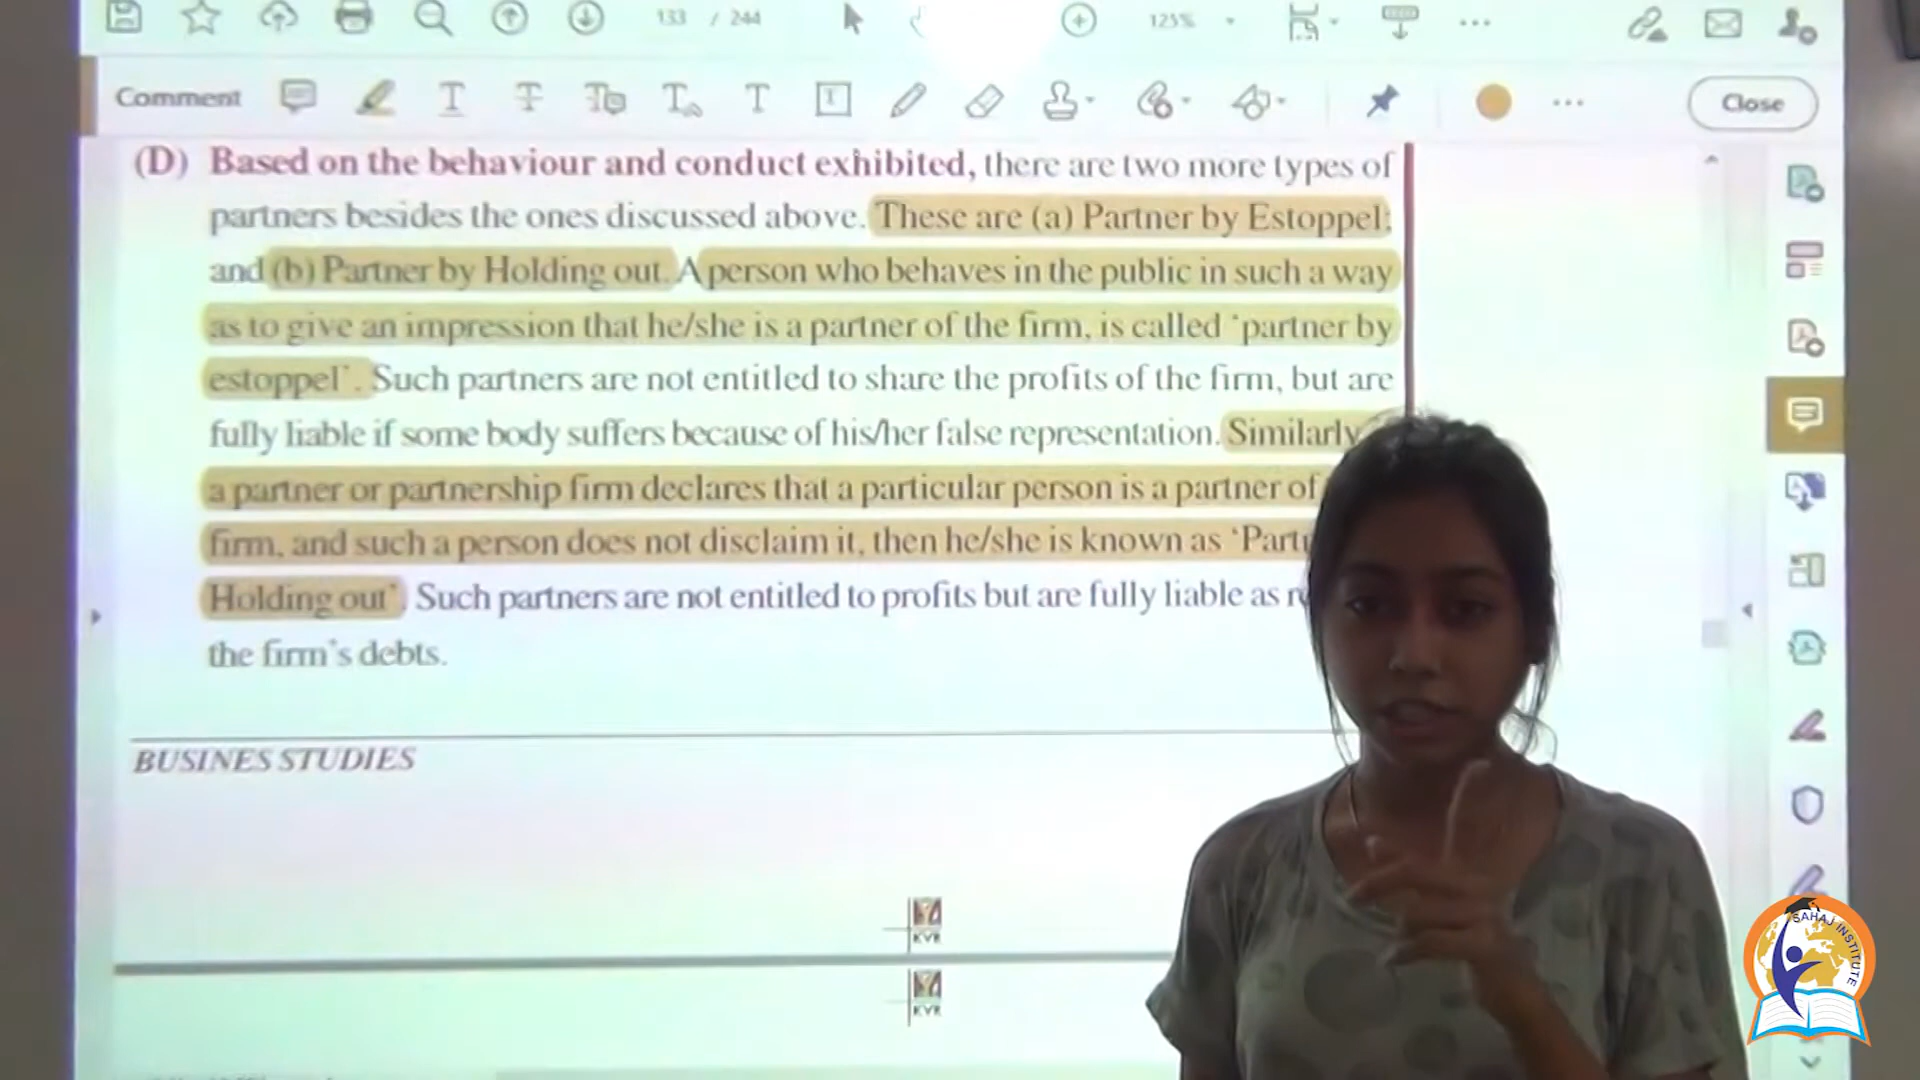 133 / 244
125%
Comment
Close
(D) Based on the behaviour and conduct exhibited, there are two more types of
partners besides the ones discussed above. These are (a) Partner by Estoppel;
and (b) Partner by Holding out. A person who behaves in the public in such a way
as to give an impression that he/she is a partner of the firm, is called ‘partner by
estoppel’. Such partners are not entitled to share the profits of the firm, but are
fully liable if some body suffers because of his/her false representation. Similarly
a partner or partnership firm declares that a particular person is a partner of
firm, and such a person does not disclaim it, then he/she is known as
Holding out’. Such partners are not entitled to profits but are fully liable as
the firm’s debts.
BUSINES STUDIES
KVR
KVR
SAHAJ INSTITUTE